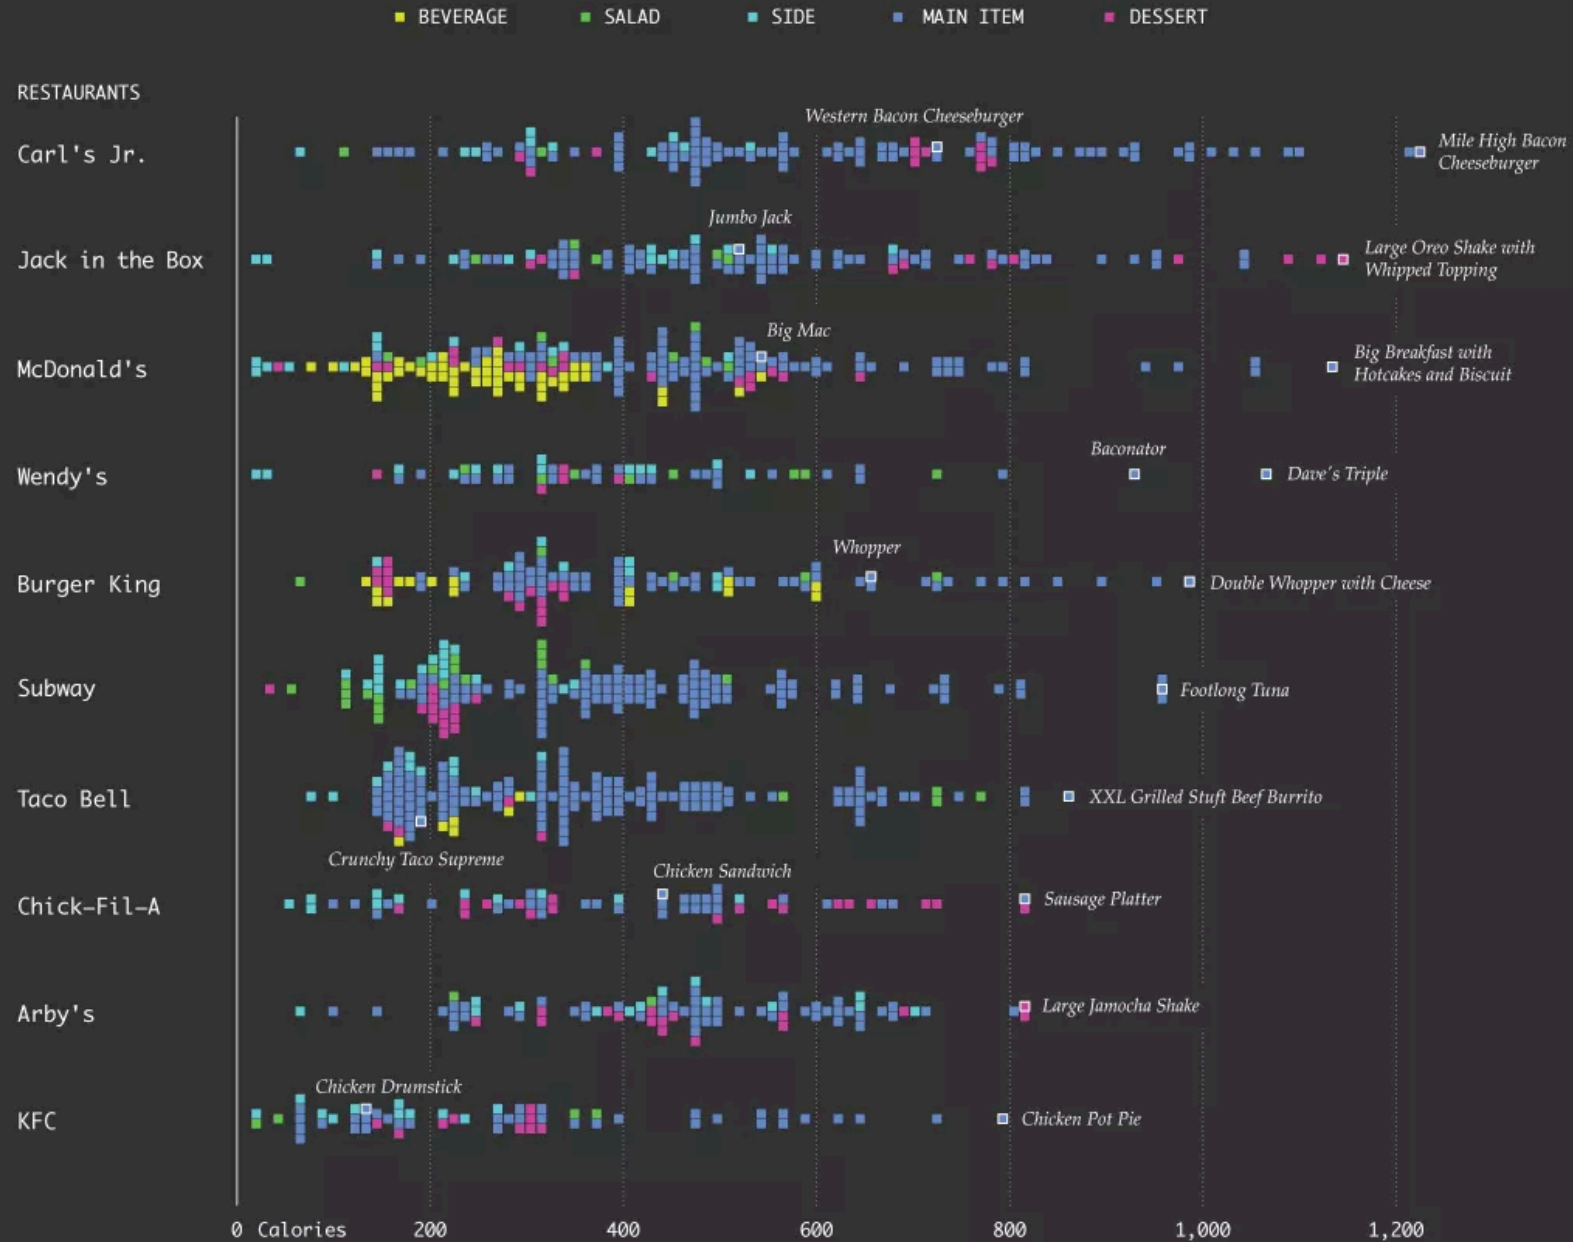 BEVERAGE SALAD SIDE MAIN ITEM DESSERT
RESTAURANTS
Western Bacon Cheeseburger
Carl's Jr.
Mile High Bacon
Cheeseburger
Jumbo Jack
Jack in the Box
Large Oreo Shake with
Whipped Topping
Big Mac
McDonald's
Big Breakfast with
Hotcakes and Biscuit
Baconator
Wendy's
Dave's Triple
Whopper
Burger King
Double Whopper with Cheese
Subway
Footlong Tuna
Taco Bell
XXL Grilled Stuft Beef Burrito
Crunchy Taco Supreme
Chicken Sandwich
Chick-Fil-A
Sausage Platter
Arby's
Large Jamocha Shake
Chicken Drumstick
KFC
Chicken Pot Pie
0 Calories 200 400 600 800 1,000 1,200